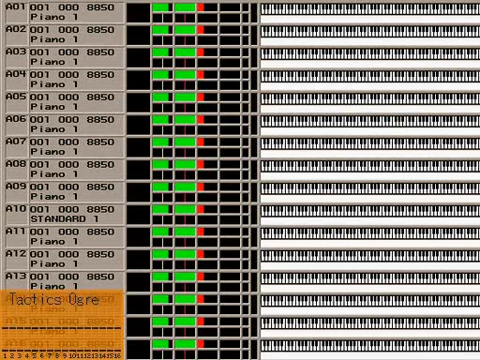 A01 001 000 8850
Piano 1
A02 001 000 8850
Piano 1
A03 001 000 8850
Piano 1
A04 001 000 8850
Piano 1
A05 001 000 8850
Piano 1
A06 001 000 8850
Piano 1
A07 001 000 8850
Piano 1
A08 001 000 8850
Piano 1
A09 001 000 8850
Piano 1
A10 001 000 8850
STANDARD 1
A11 001 000 8850
Piano 1
A12 001 000 8850
Piano 1
A13 001 000 8850
Piano 1
Tactics Ogre
1 2 3 4 5 6 7 8 9 10 11 12 13 14 15 16